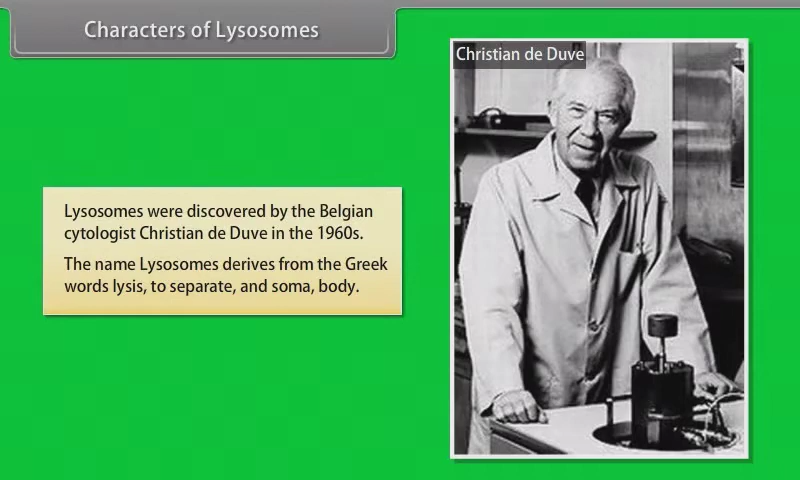 Characters of Lysosomes
Christian de Duve
Lysosomes were discovered by the Belgian
cytologist Christian de Duve in the 1960s.
The name Lysosomes derives from the Greek
words lysis, to separate, and soma, body.